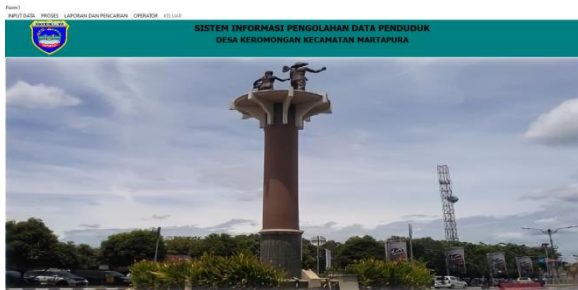 Form1
INPUT DATA PROSES LAPORAN DAN PENCARIAN OPERATOR KELUAR
SISTEM INFORMASI PENGOLAHAN DATA PENDUDUK
DESA KEROMONGAN KECAMATAN MARTAPURA